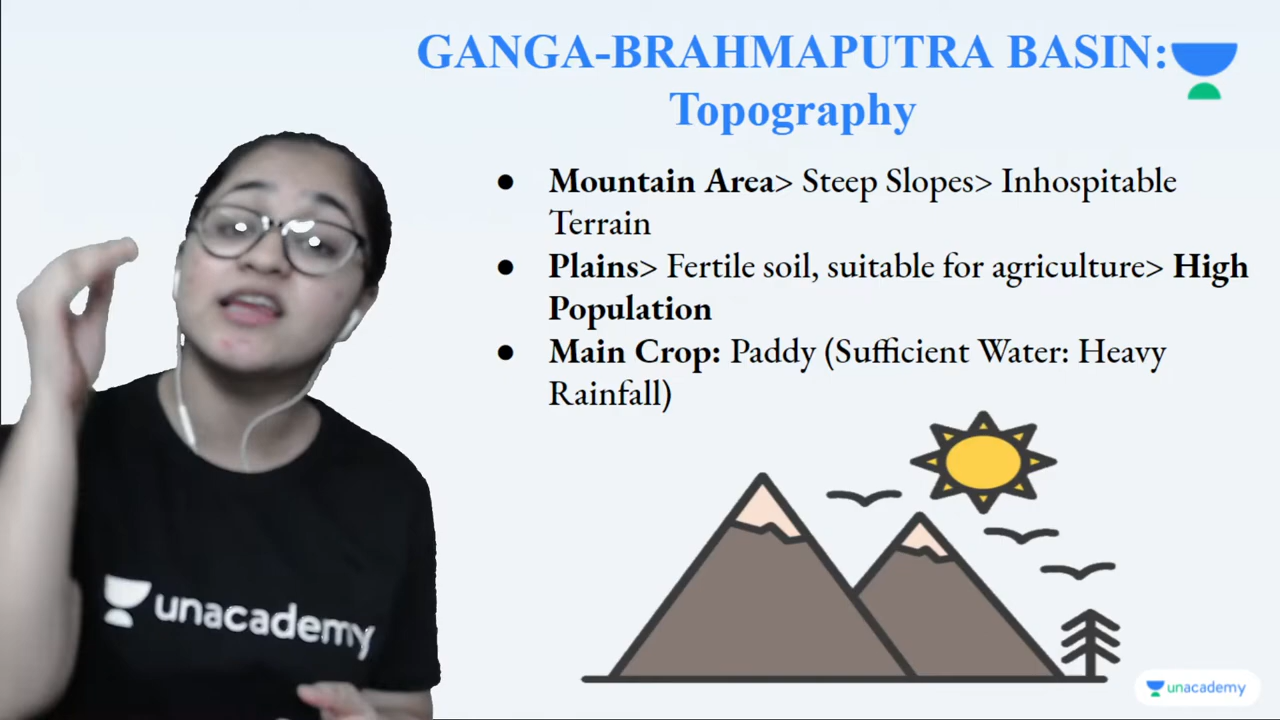 GANGA-BRAHMAPUTRA BASIN:
Topography
● Mountain Area> Steep Slopes> Inhospitable
Terrain
● Plains> Fertile soil, suitable for agriculture> High
Population
● Main Crop: Paddy (Sufficient Water: Heavy
Rainfall)
unacademy
unacademy